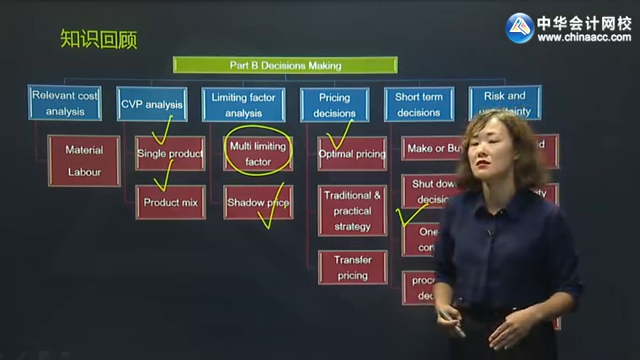 知识回顾
中华会计网校
www.chinaacc.com
Part B Decisions Making
Relevant cost
analysis
CVP analysis
Limiting factor
analysis
Pricing
decisions
Short term
decisions
Risk and
Material
Labour
Single product
Product mix
Multi limiting
factor
Shadow price
Optimal pricing
Traditional &
practical
strategy
Transfer
pricing
Make or Buy
Shut down